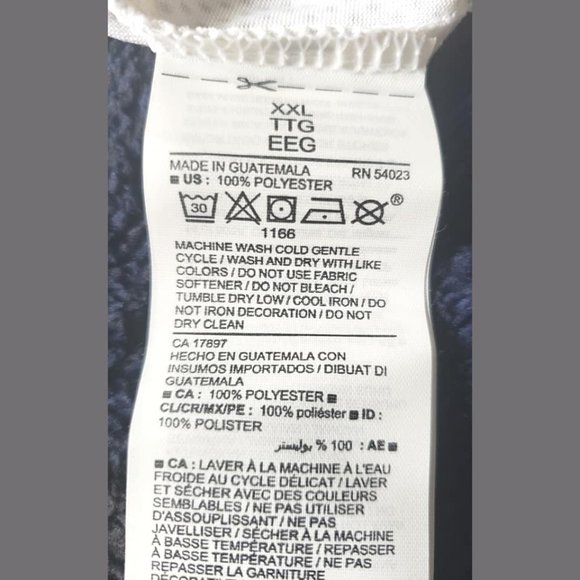 XXL
TTG
EEG
MADE IN GUATEMALA RN 54023
US : 100% POLYESTER
30 ®
1166
MACHINE WASH COLD GENTLE
CYCLE / WASH AND DRY WITH LIKE
COLORS / DO NOT USE FABRIC
SOFTENER / DO NOT BLEACH /
TUMBLE DRY LOW / COOL IRON / DO
NOT IRON DECORATION / DO NOT
DRY CLEAN
CA 17897
HECHO EN GUATEMALA CON
INSUMOS IMPORTADOS / DIBUAT DI
GUATEMALA
CA : 100% POLYESTER
CL/CR/MX/PE : 100% poliéster ID :
100% POLISTER
AE : 100 % بوليستر
CA : LAVER À LA MACHINE À L'EAU
FROIDE AU CYCLE DÉLICAT / LAVER
ET SÉCHER AVEC DES COULEURS
SEMBLABLES / NE PAS UTILISER
D'ASSOUPLISSANT / NE PAS
JAVELLISER / SÉCHER À LA MACHINE
À BASSE TEMPÉRATURE / REPASSER
À BASSE TEMPÉRATURE / NE PAS
REPASSER LA GARNITURE